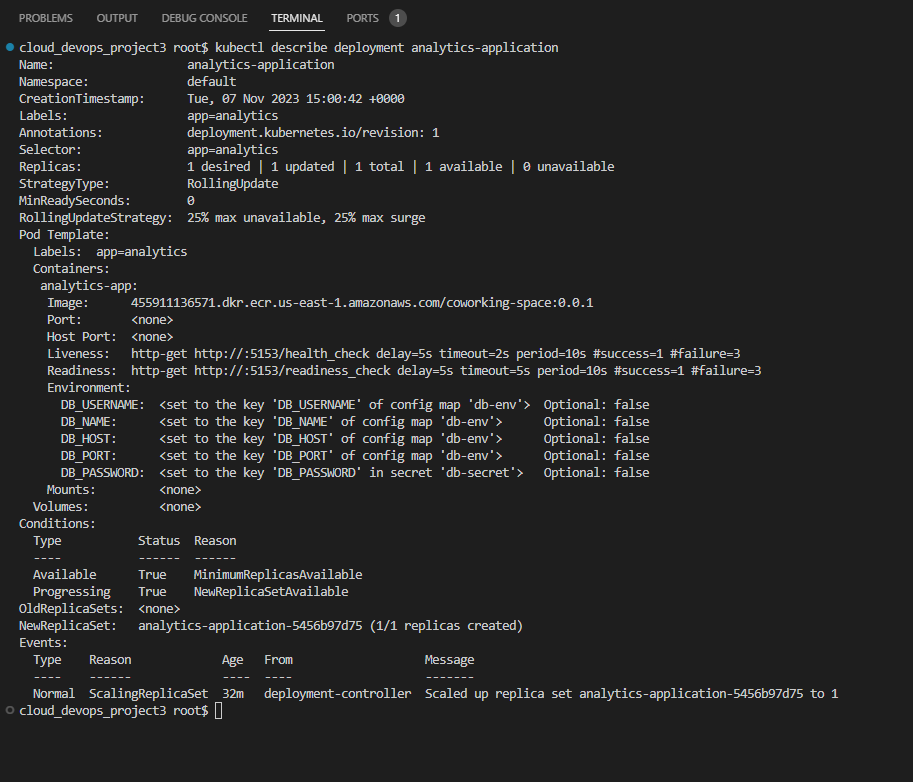 PROBLEMS OUTPUT DEBUG CONSOLE TERMINAL PORTS 1
cloud_devops_project3 root$ kubectl describe deployment analytics-application
Name:                   analytics-application
Namespace:              default
CreationTimestamp:      Tue, 07 Nov 2023 15:00:42 +0000
Labels:                 app=analytics
Annotations:            deployment.kubernetes.io/revision: 1
Selector:               app=analytics
Replicas:               1 desired | 1 updated | 1 total | 1 available | 0 unavailable
StrategyType:           RollingUpdate
MinReadySeconds:        0
RollingUpdateStrategy:  25% max unavailable, 25% max surge
Pod Template:
  Labels:  app=analytics
  Containers:
   analytics-app:
    Image:      455911136571.dkr.ecr.us-east-1.amazonaws.com/coworking-space:0.0.1
    Port:       <none>
    Host Port:  <none>
    Liveness:   http-get http://:5153/health_check delay=5s timeout=2s period=10s #success=1 #failure=3
    Readiness:  http-get http://:5153/readiness_check delay=5s timeout=5s period=10s #success=1 #failure=3
    Environment:
      DB_USERNAME:  <set to the key 'DB_USERNAME' of config map 'db-env'>  Optional: false
      DB_NAME:      <set to the key 'DB_NAME' of config map 'db-env'>      Optional: false
      DB_HOST:      <set to the key 'DB_HOST' of config map 'db-env'>      Optional: false
      DB_PORT:      <set to the key 'DB_PORT' of config map 'db-env'>      Optional: false
      DB_PASSWORD:  <set to the key 'DB_PASSWORD' in secret 'db-secret'>   Optional: false
    Mounts:         <none>
  Volumes:          <none>
Conditions:
  Type           Status  Reason
  ----           ------  ------
  Available      True    MinimumReplicasAvailable
  Progressing    True    NewReplicaSetAvailable
OldReplicaSets:  <none>
NewReplicaSet:   analytics-application-5456b97d75 (1/1 replicas created)
Events:
  Type    Reason             Age   From                   Message
  ----    ------             ----  ----                   -------
  Normal  ScalingReplicaSet  32m   deployment-controller  Scaled up replica set analytics-application-5456b97d75 to 1
cloud_devops_project3 root$